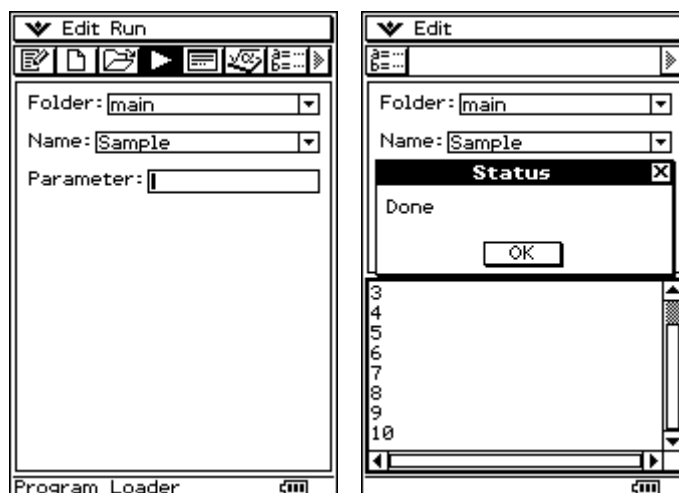 Edit Run
Folder: main
Name: Sample
Parameter:
Program Loader
Edit
Folder: main
Name: Sample
Status
Done
OK
3
4
5
6
7
8
9
10